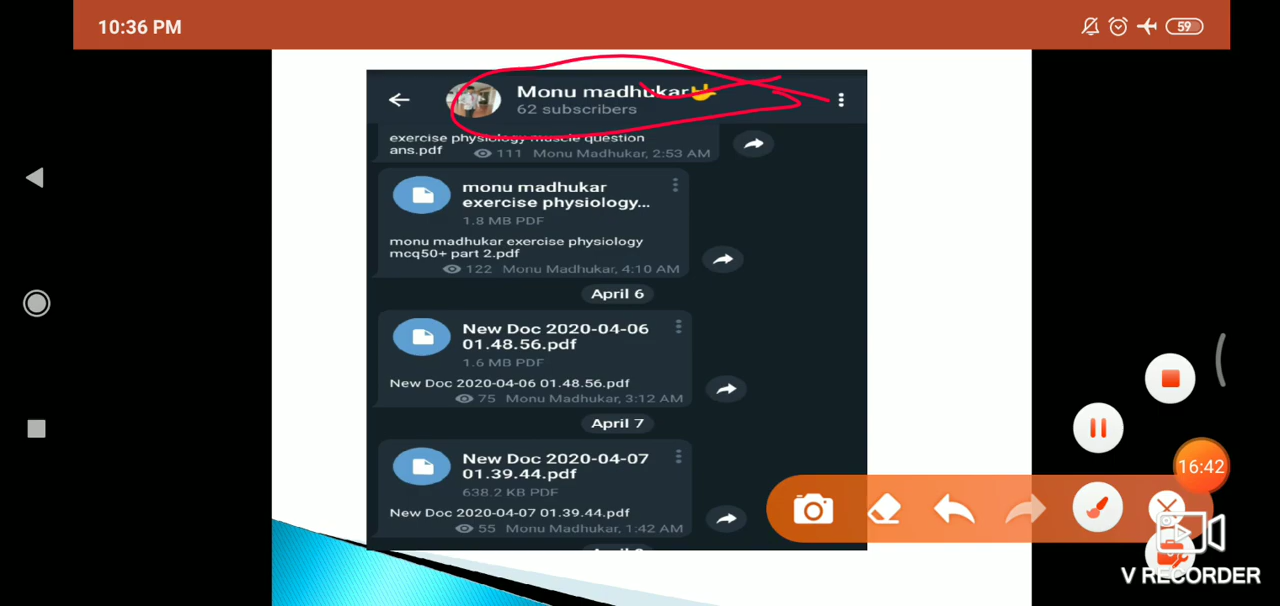 10:36 PM
59
Monu madhukar
62 subscribers
exercise physiology muscle question
ans.pdf
111 Monu Madhukar, 2:53 AM
monu madhukar
exercise physiology...
1.8 MB PDF
monu madhukar exercise physiology
mcq50+ part 2.pdf
122 Monu Madhukar, 4:10 AM
April 6
New Doc 2020-04-06
01.48.56.pdf
1.6 MB PDF
New Doc 2020-04-06 01.48.56.pdf
75 Monu Madhukar, 3:12 AM
April 7
New Doc 2020-04-07
01.39.44.pdf
638.2 KB PDF
New Doc 2020-04-07 01.39.44.pdf
55 Monu Madhukar, 1:42 AM
16:42
V RECORDER